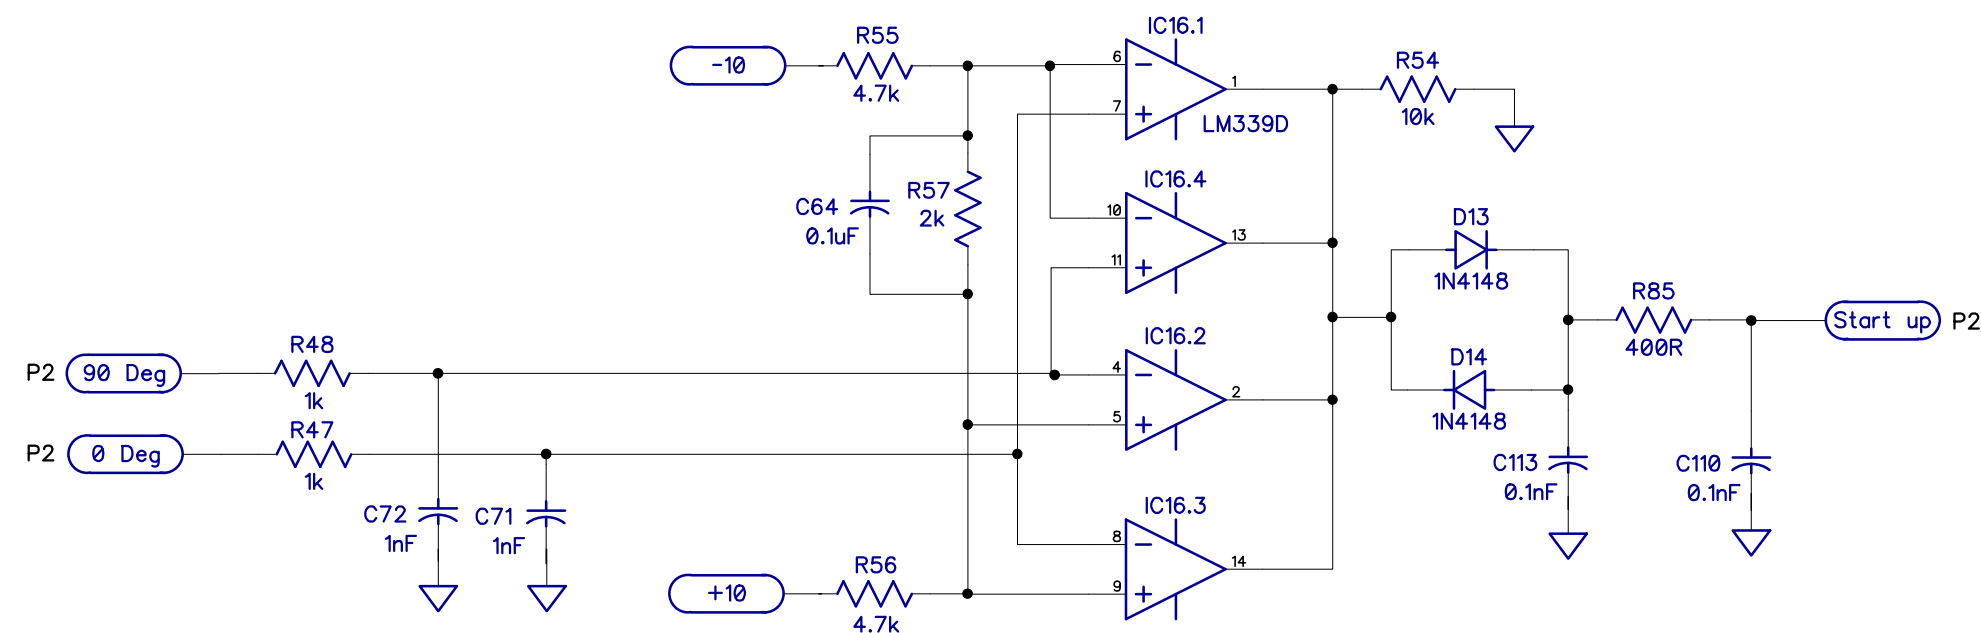 IC16.1
R55
-10
4.7k
6
7
1
LM339D
R54
10k
IC16.4
10
11
13
C64
0.1uF
R57
2k
D13
1N4148
R85
400R
Start up
P2
D14
1N4148
IC16.2
4
5
2
P2
90 Deg
R48
1k
P2
0 Deg
R47
1k
C72
1nF
C71
1nF
C113
0.1nF
C110
0.1nF
IC16.3
8
9
14
R56
+10
4.7k